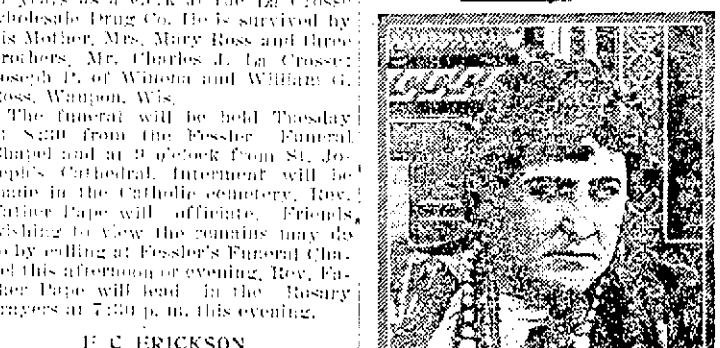 years as a clerk at the La Crosse
Wholesale Drug Co. He is survived by
his Mother, Mrs. Mary Ross and three
brothers, Mr. Charles J. La Crosse;
Joseph P. of Winona and William G.
Ross, Waupon, Wis.
The funeral will be held Tuesday
at 8:30 from the Fessler Funeral
Chapel and at 9 o'clock from St. Jo-
seph's Cathedral. Interment will be
made in the Catholic cemetery, Rev.
Father Pape will officiate. Friends
wishing to view the remains may do
so by calling at Fessler's Funeral Cha-
pel this afternoon or evening. Rev. Fa-
ther Pape will lead in the Rosary
prayers at 7:30 p. m. this evening.
F. C. ERICKSON